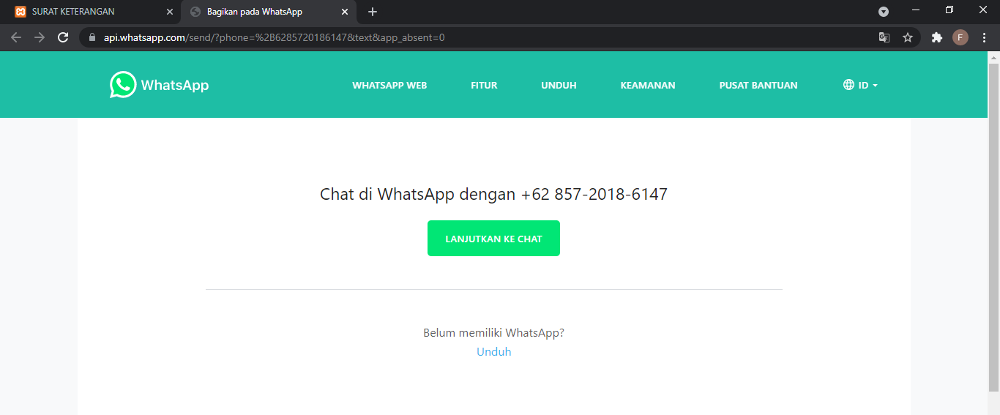 SURAT KETERANGAN
Bagikan pada WhatsApp
api.whatsapp.com/send/?phone=%2B6285720186147&text&app_absent=0
F
WhatsApp
WHATSAPP WEB
FITUR
UNDUH
KEAMANAN
PUSAT BANTUAN
ID
Chat di WhatsApp dengan +62 857-2018-6147
LANJUTKAN KE CHAT
Belum memiliki WhatsApp?
Unduh